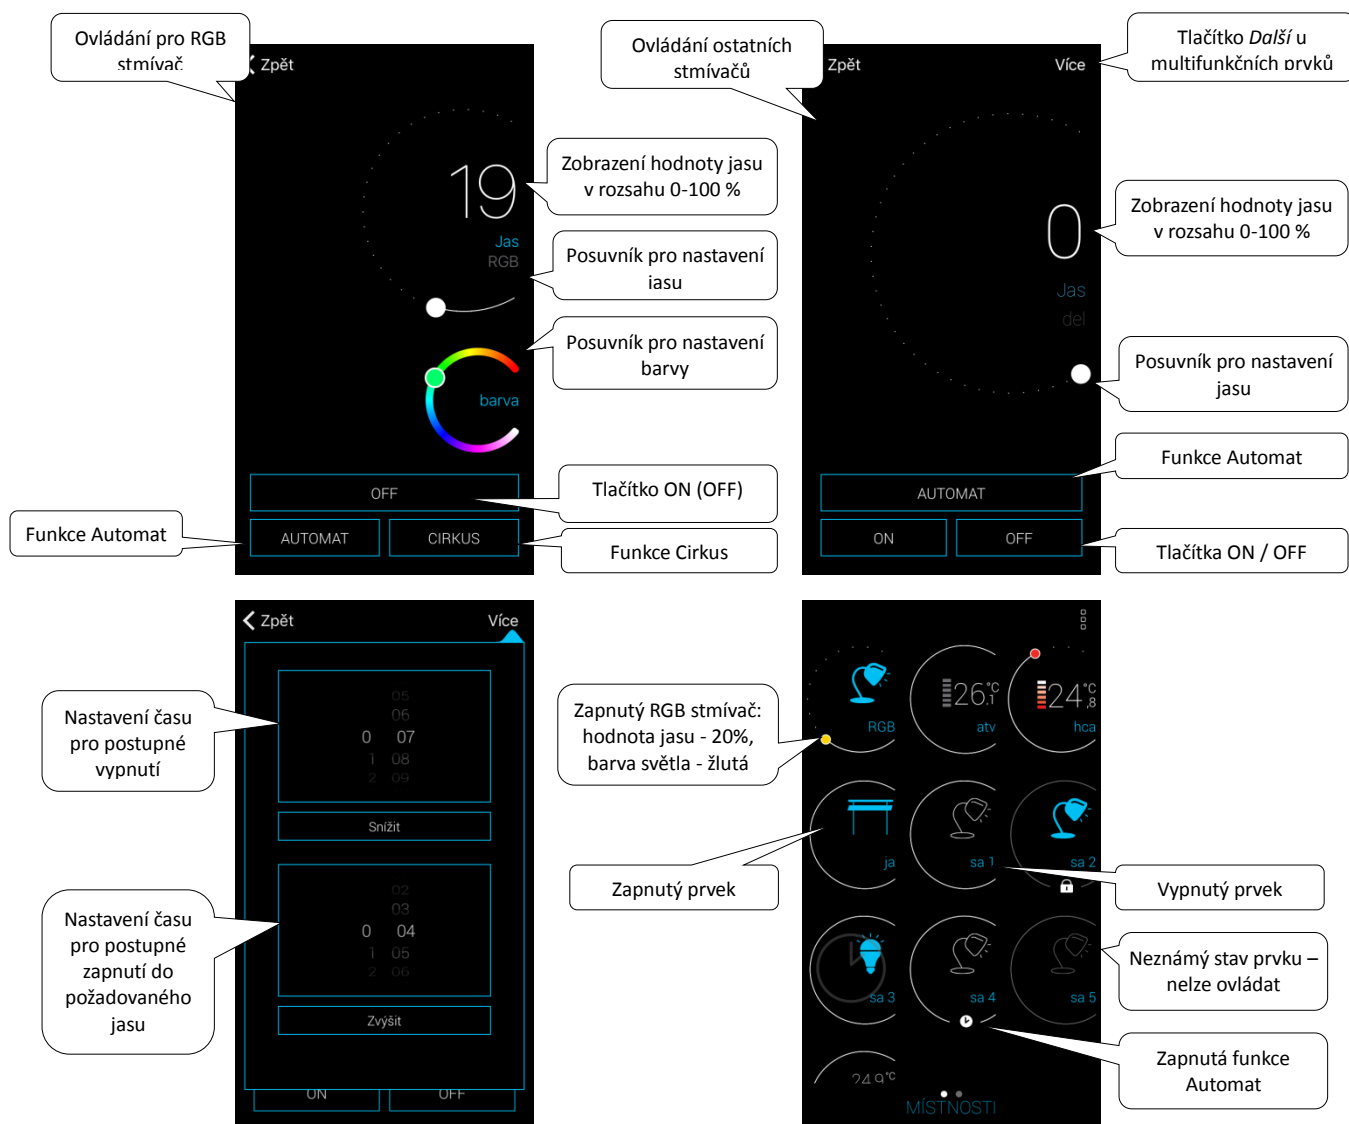 Ovládání pro RGB
stmívač
Zpět
19
Jas
RGB
barva
OFF
AUTOMAT
CIRKUS
Zobrazení hodnoty jasu
v rozsahu 0-100 %
Posuvník pro nastavení
jasu
Posuvník pro nastavení
barvy
Tlačítko ON (OFF)
Funkce Automat
Funkce Cirkus
Ovládání ostatních
stmívačů
Zpět
Více
Tlačítko Další u
multifunkčních prvků
0
Jas
del
Zobrazení hodnoty jasu
v rozsahu 0-100 %
Posuvník pro nastavení
jasu
Funkce Automat
AUTOMAT
ON
OFF
Tlačítka ON / OFF
Zpět
Více
05
06
0 07
1 08
2 09
Snížit
02
03
0 04
1 05
2 06
Zvýšit
ON
OFF
Nastavení času
pro postupné
vypnutí
Nastavení času
pro postupné
zapnutí do
požadovaného
jasu
RGB
26,1°C
atv
24,8°C
hca
ja
sa 1
sa 2
sa 3
sa 4
sa 5
24,9°C
MÍSTNOSTI
Zapnutý RGB stmívač:
hodnota jasu - 20%,
barva světla - žlutá
Zapnutý prvek
Vypnutý prvek
Neznámý stav prvku –
nelze ovládat
Zapnutá funkce
Automat